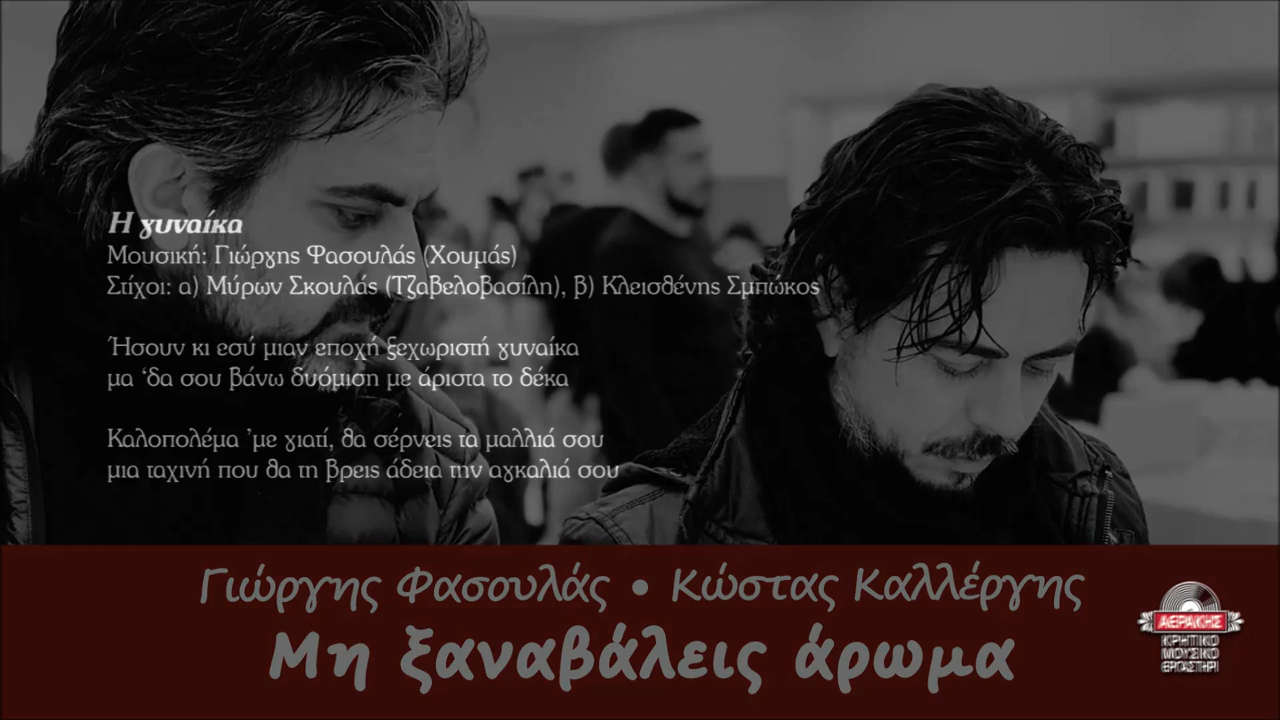 Η γυναίκα
Μουσική: Γιώργης Φασουλάς (Χουμάς)
Στίχοι: α) Μύρων Σκουλάς (Τζαβελοβασίλη), β) Κλεισθένης Σμπώκος
Ήσουν κι εσύ μιαν εποχή ξεχωριστή γυναίκα
μα ‘δα σου βάνω δυόμιση με άριστα το δέκα
Καλοπολέμα ’με γιατί, θα σέρνεις τα μαλλιά σου
μια ταχινή που θα τη βρεις άδεια την αγκαλιά σου
Γιώργης Φασουλάς • Κώστας Καλλέργης
Μη ξαναβάλεις άρωμα
ΑΕΡΑΚΗΣ
ΚΡΗΤΙΚΟ
ΜΟΥΣΙΚΟ
ΕΡΓΑΣΤΗΡΙ